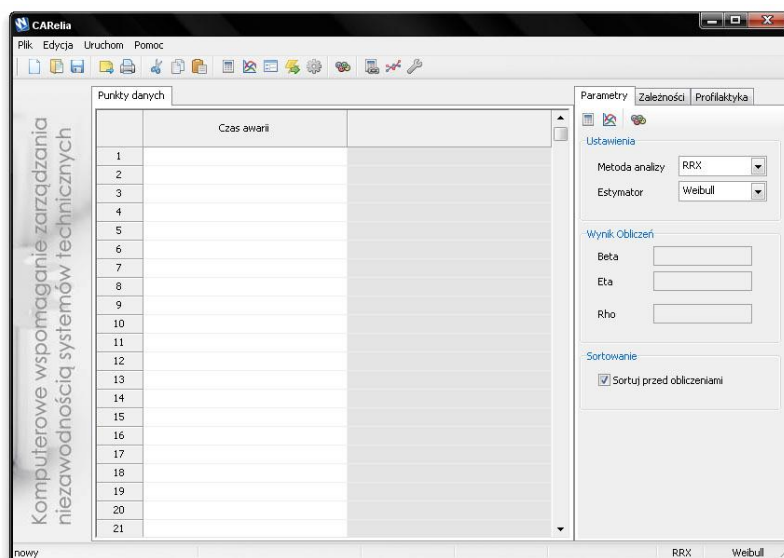 CARelia
Plik Edycja Uruchom Pomoc
Komputerowe wspomaganie zarządzania
niezawodnością systemów technicznych
Punkty danych
Czas awarii
1
2
3
4
5
6
7
8
9
10
11
12
13
14
15
16
17
18
19
20
21
Parametry Zależności Profilaktyka
Ustawienia
Metoda analizy RRX
Estymator Weibull
Wynik Obliczeń
Beta
Eta
Rho
Sortowanie
Sortuj przed obliczeniami
nowy RRX Weibull